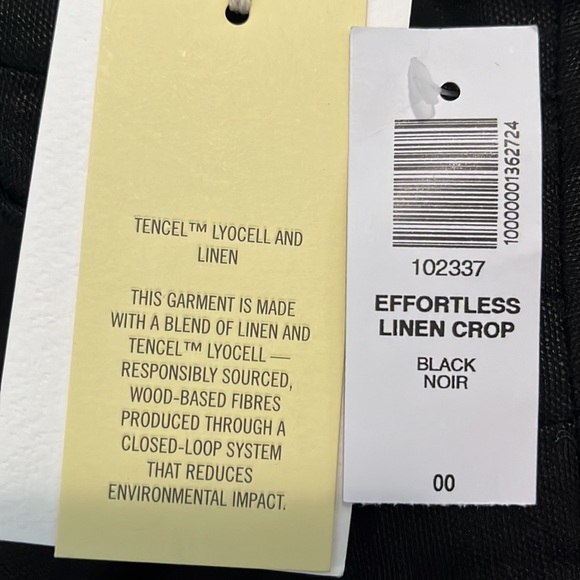 TENCEL™ LYOCELL AND
LINEN
THIS GARMENT IS MADE
WITH A BLEND OF LINEN AND
TENCEL™ LYOCELL —
RESPONSIBLY SOURCED,
WOOD-BASED FIBRES
PRODUCED THROUGH A
CLOSED-LOOP SYSTEM
THAT REDUCES
ENVIRONMENTAL IMPACT.
10000001362724
102337
EFFORTLESS
LINEN CROP
BLACK
NOIR
00